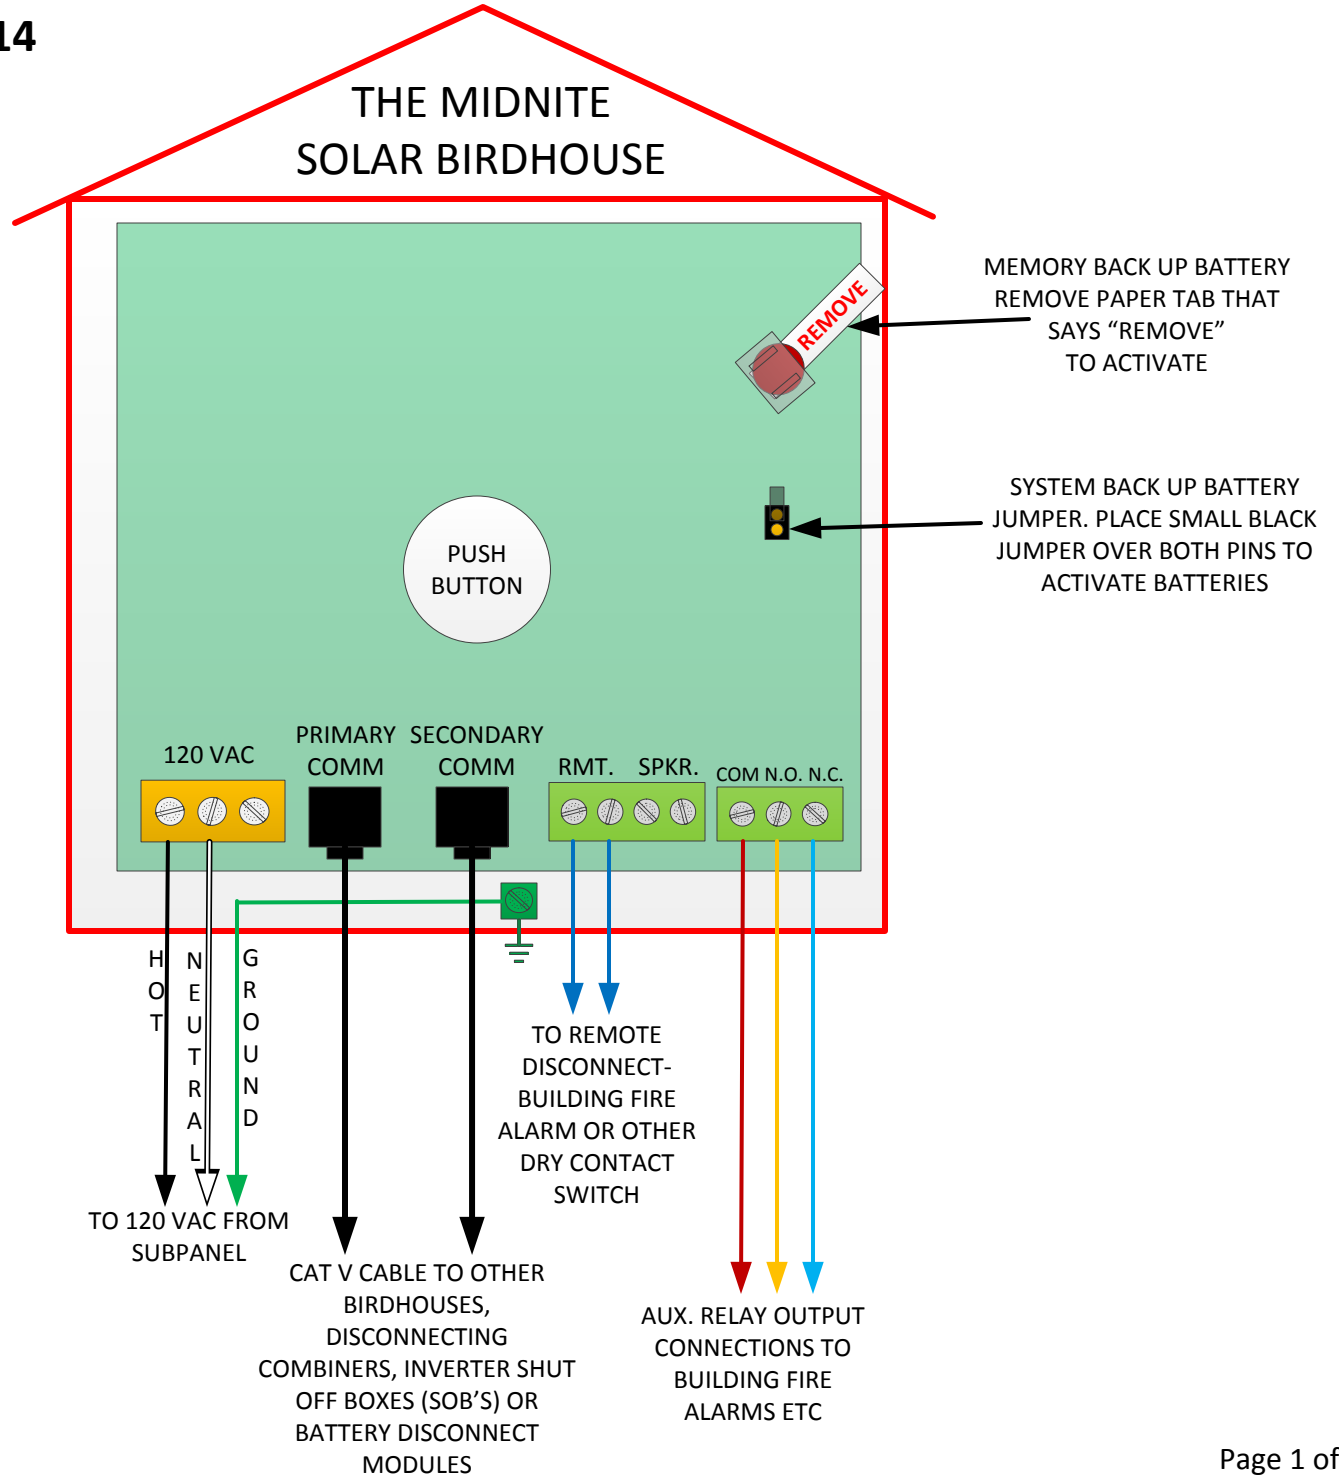 14
THE MIDNITE
SOLAR BIRDHOUSE
REMOVE
MEMORY BACK UP BATTERY
REMOVE PAPER TAB THAT
SAYS “REMOVE”
TO ACTIVATE
SYSTEM BACK UP BATTERY
JUMPER. PLACE SMALL BLACK
JUMPER OVER BOTH PINS TO
ACTIVATE BATTERIES
PUSH
BUTTON
120 VAC
PRIMARY
COMM
SECONDARY
COMM
RMT.
SPKR.
COM N.O. N.C.
HOT
NEUTRAL
GROUND
TO 120 VAC FROM
SUBPANEL
CAT V CABLE TO OTHER
BIRDHOUSES,
DISCONNECTING
COMBINERS, INVERTER SHUT
OFF BOXES (SOB’S) OR
BATTERY DISCONNECT
MODULES
TO REMOTE
DISCONNECT-
BUILDING FIRE
ALARM OR OTHER
DRY CONTACT
SWITCH
AUX. RELAY OUTPUT
CONNECTIONS TO
BUILDING FIRE
ALARMS ETC
Page 1 of